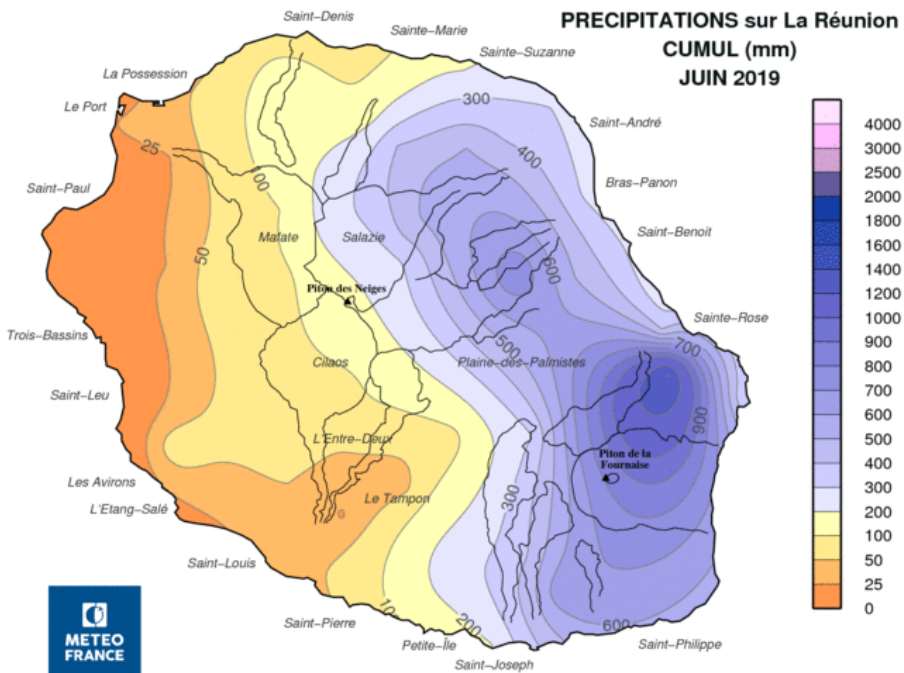 PRECIPITATIONS sur La Réunion
CUMUL (mm)
JUIN 2019
Saint-Denis
Sainte-Marie
Sainte-Suzanne
La Possession
Le Port
Saint-André
Saint-Paul
Bras-Panon
Saint-Benoit
Mafate
Salazie
Piton des Neiges
Sainte-Rose
Trois-Bassins
Cilaos
Plaine-des-Palmistes
Saint-Leu
L'Entre-Deux
Piton de la
Fournaise
Les Avirons
Le Tampon
L'Etang-Salé
Saint-Louis
Saint-Pierre
Petite-Île
Saint-Joseph
Saint-Philippe
25
50
100
300
400
600
500
700
900
300
10
200
600
4000
3000
2500
2000
1800
1600
1400
1200
1000
800
700
600
500
400
300
200
100
50
25
0
METEO
FRANCE